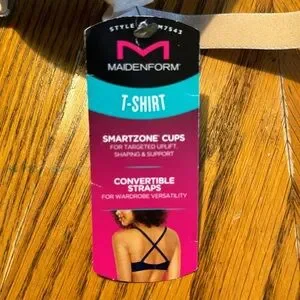 STYLE M7543
MAIDENFORM®
T-SHIRT
SMARTZONE® CUPS
FOR TARGETED UPLIFT,
SHAPING & SUPPORT
CONVERTIBLE
STRAPS
FOR WARDROBE VERSATILITY